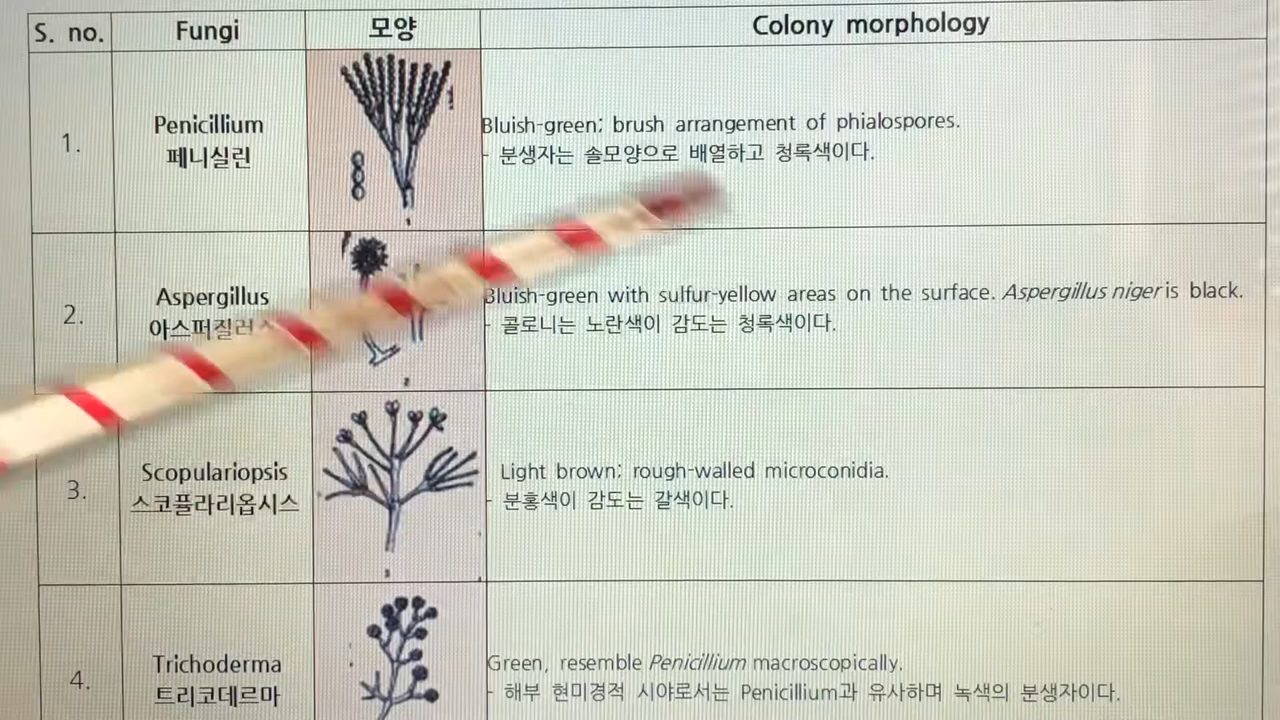 S. no. Fungi 모양 Colony morphology
1.
Penicillium
페니실린
Bluish-green; brush arrangement of phialospores.
- 분생자는 솔모양으로 배열하고 청록색이다.
2.
Aspergillus
아스퍼질러스
Bluish-green with sulfur-yellow areas on the surface. Aspergillus niger is black.
- 콜로니는 노란색이 감도는 청록색이다.
3.
Scopulariopsis
스코퓰라리옵시스
Light brown; rough-walled microconidia.
- 분홍색이 감도는 갈색이다.
4.
Trichoderma
트리코데르마
Green, resemble Penicillium macroscopically.
- 해부 현미경적 시야로서는 Penicillium과 유사하며 녹색의 분생자이다.